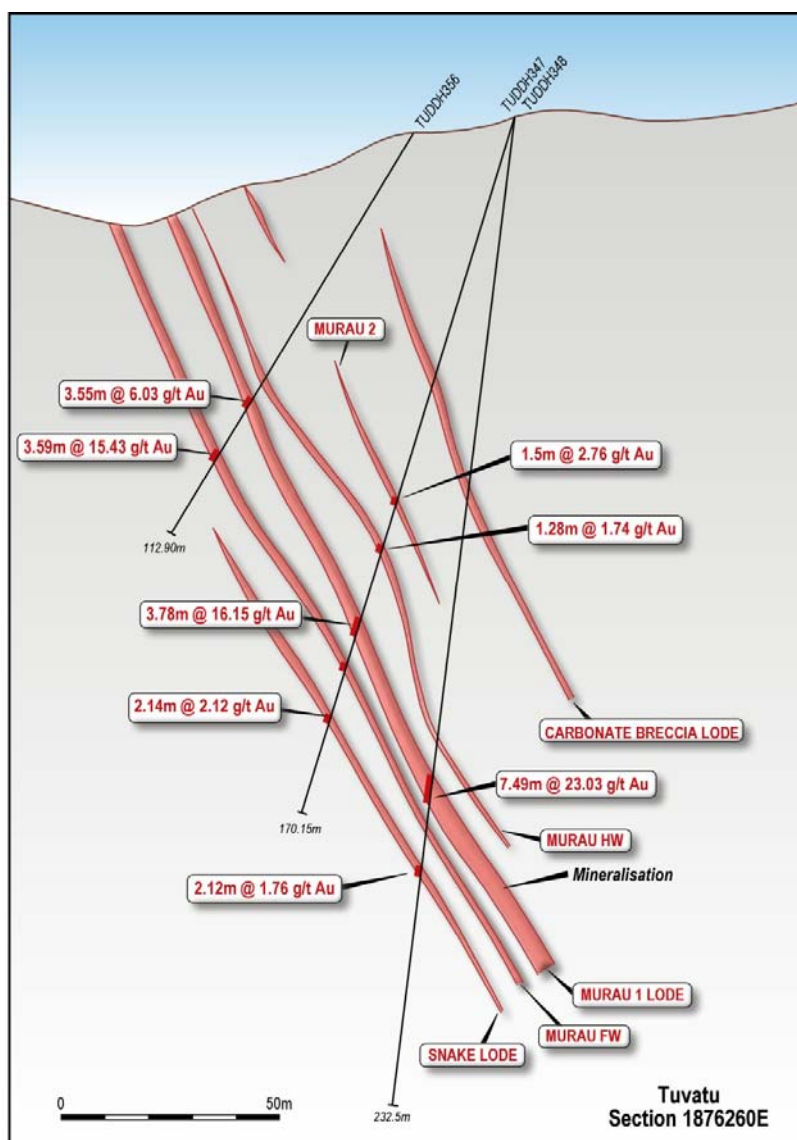 TUDDH356
TUDDH347
TUDDH348
MURAU 2
3.55m @ 6.03 g/t Au
3.59m @ 15.43 g/t Au
1.5m @ 2.76 g/t Au
1.28m @ 1.74 g/t Au
112.90m
3.78m @ 16.15 g/t Au
2.14m @ 2.12 g/t Au
CARBONATE BRECCIA LODE
7.49m @ 23.03 g/t Au
170.15m
MURAU HW
Mineralisation
2.12m @ 1.76 g/t Au
MURAU 1 LODE
MURAU FW
SNAKE LODE
0
50m
232.5m
Tuvatu
Section 1876260E